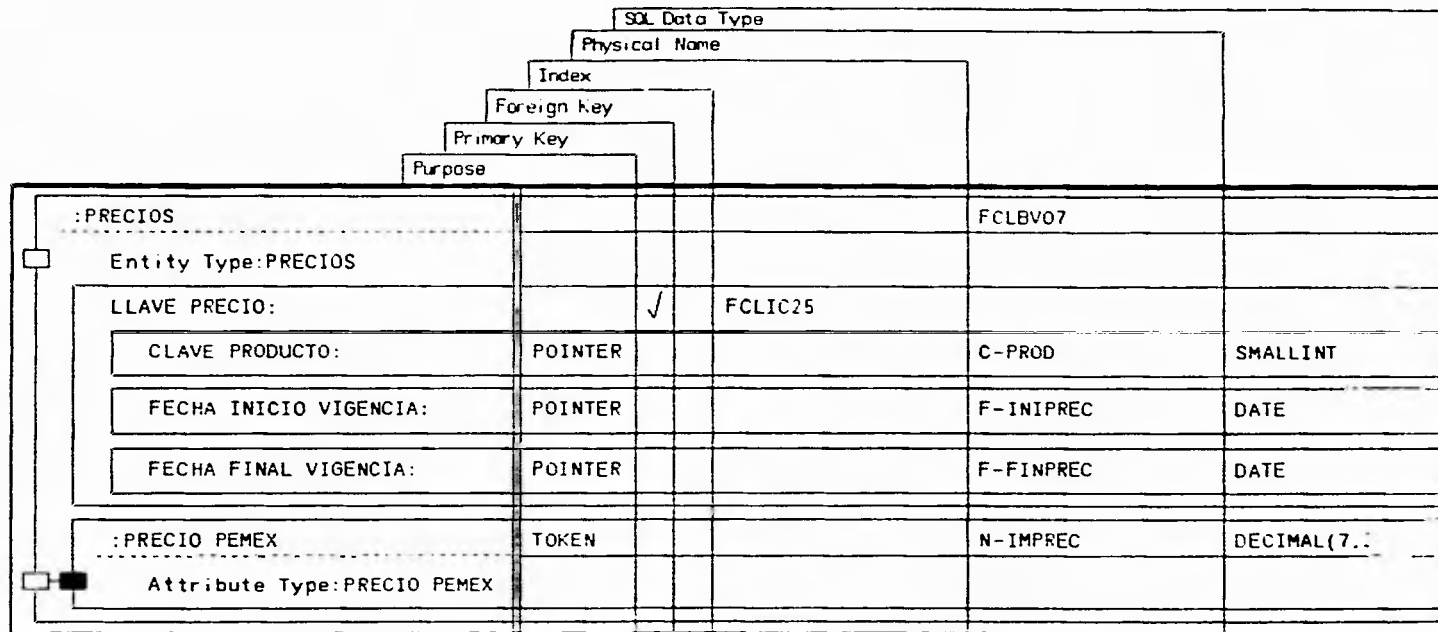 SQL Data Type
Physical Name
Index
Foreign Key
Primary Key
Purpose
:PRECIOS FCLBV07
Entity Type:PRECIOS
LLAVE PRECIO: √ FCLIC25
CLAVE PRODUCTO: POINTER C-PROD SMALLINT
FECHA INICIO VIGENCIA: POINTER F-INIPREC DATE
FECHA FINAL VIGENCIA: POINTER F-FINPREC DATE
:PRECIO PEMEX TOKEN N-IMPREC DECIMAL(7.
Attribute Type:PRECIO PEMEX